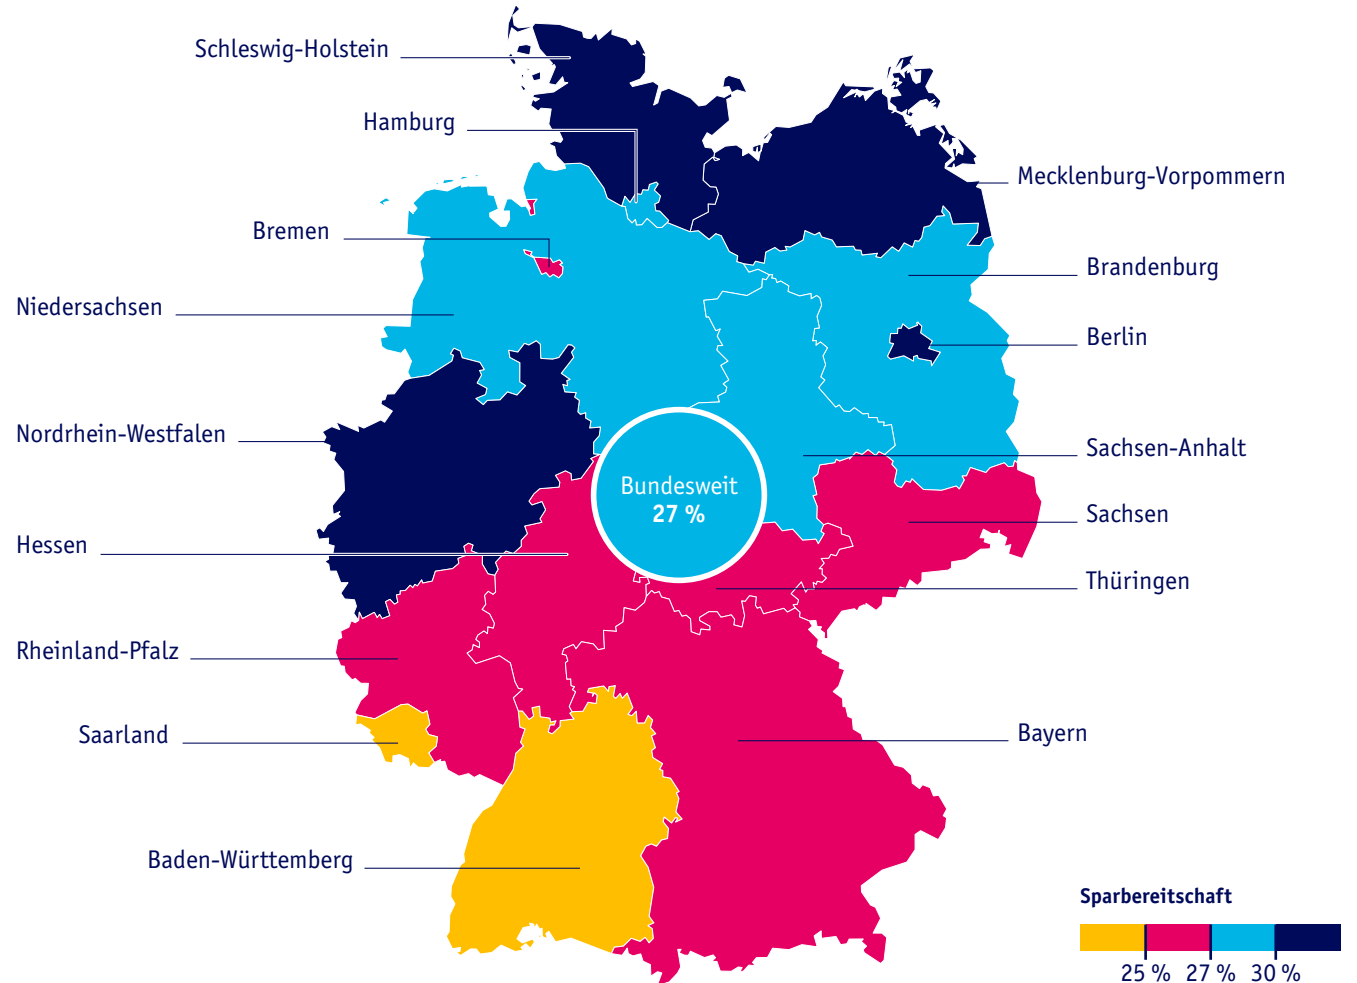 Schleswig-Holstein
Hamburg
Mecklenburg-Vorpommern
Bremen
Brandenburg
Niedersachsen
Berlin
Nordrhein-Westfalen
Sachsen-Anhalt
Bundesweit
27 %
Sachsen
Hessen
Thüringen
Rheinland-Pfalz
Saarland
Bayern
Baden-Württemberg
Sparbereitschaft
25 % 27 % 30 %